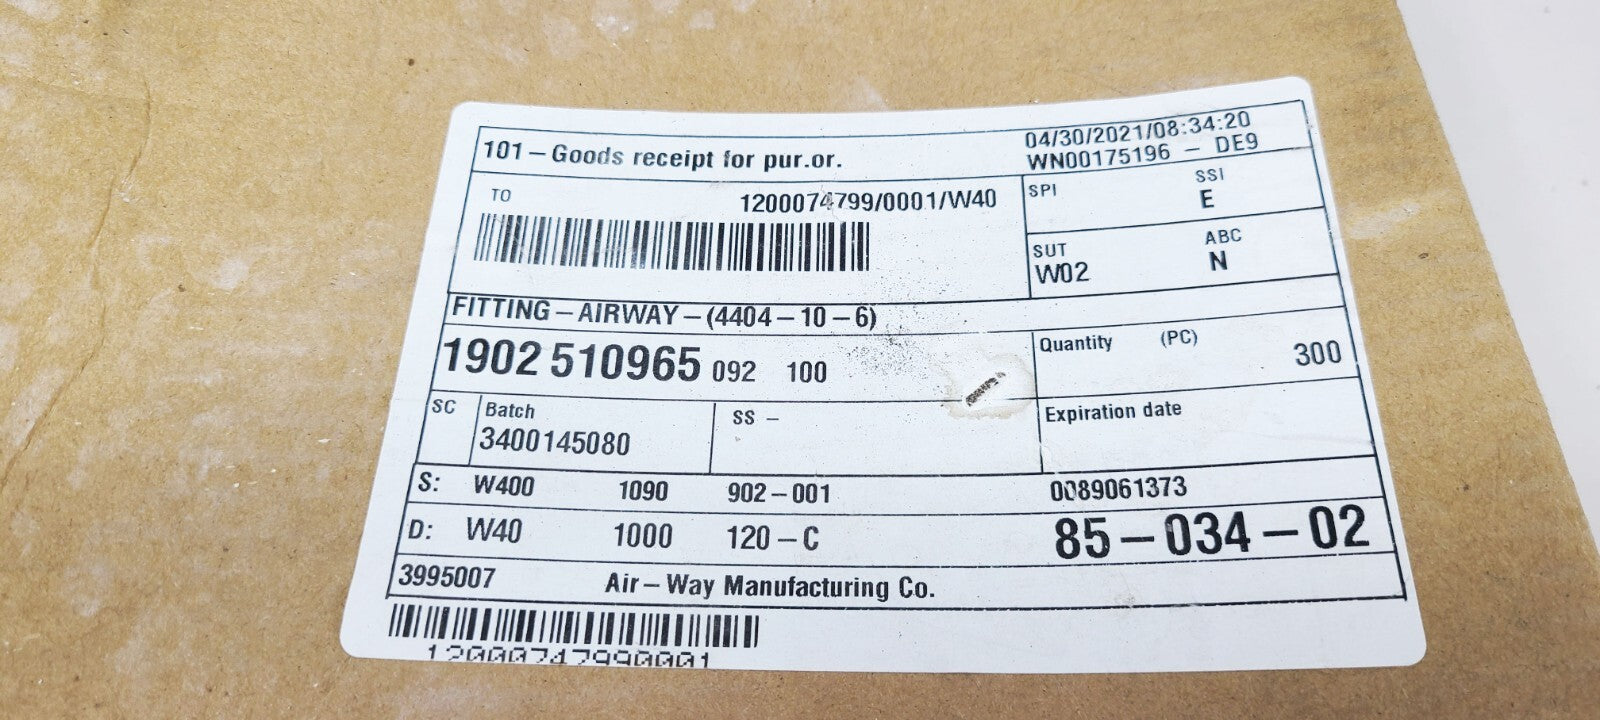 101 – Goods receipt for pur.or.
04/30/2021/08:34:20
WN00175196 – DE9
TO
1200074799/0001/W40
SPI
SSI
E
SUT
W02
ABC
N
FITTING – AIRWAY – (4404 – 10 – 6)
1902 510965 092 100
Quantity (PC)
300
SC
Batch
3400145080
SS –
Expiration date
S: W400 1090 902 – 001 0089061373
D: W40 1000 120 – C 85 – 034 – 02
3995007 Air – Way Manufacturing Co.
12000747990001